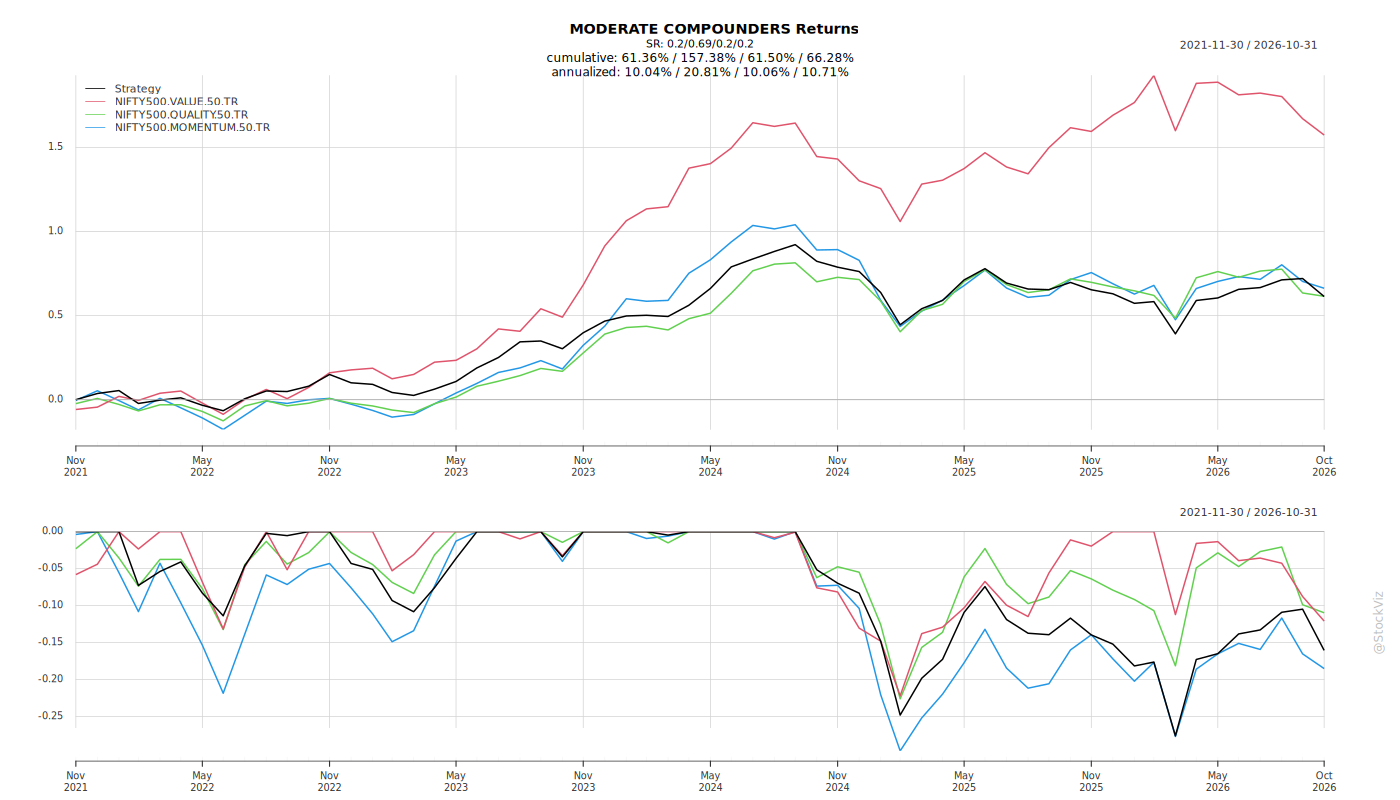 MODERATE COMPOUNDERS Returns
SR: 0.2/0.69/0.2/0.2
cumulative: 61.36% / 157.38% / 61.50% / 66.28%
annualized: 10.04% / 20.81% / 10.06% / 10.71%
2021-11-30 / 2026-10-31
Strategy
NIFTY500.VALUE.50.TR
NIFTY500.QUALITY.50.TR
NIFTY500.MOMENTUM.50.TR
1.5
1.0
0.5
0.0
Nov May Nov May Nov May Nov May Nov May Oct
2021 2022 2022 2023 2023 2024 2024 2025 2025 2026 2026
2021-11-30 / 2026-10-31
0.00
-0.05
-0.10
-0.15
-0.20
-0.25
Nov May Nov May Nov May Nov May Nov May Oct
2021 2022 2022 2023 2023 2024 2024 2025 2025 2026 2026
@StockViz